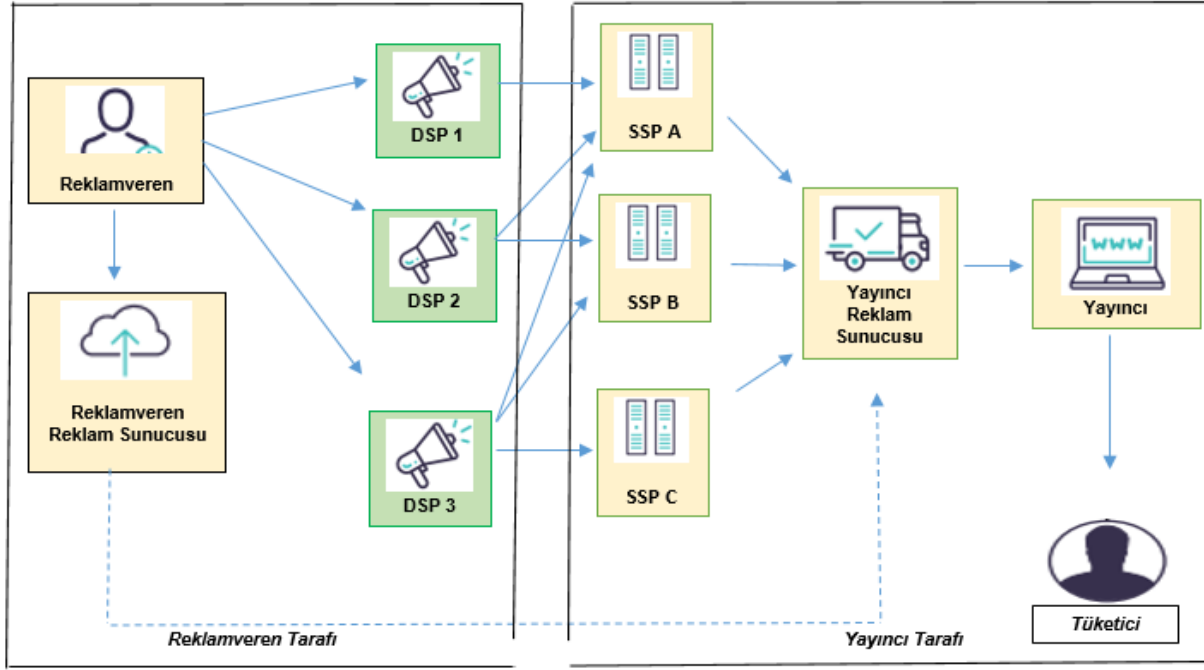 DSP 1
SSP A
Reklamveren
DSP 2
SSP B
Yayıncı
Reklam
Sunucusu
www
Yayıncı
Reklamveren
Reklam Sunucusu
DSP 3
SSP C
Tüketici
Reklamveren Tarafı
Yayıncı Tarafı